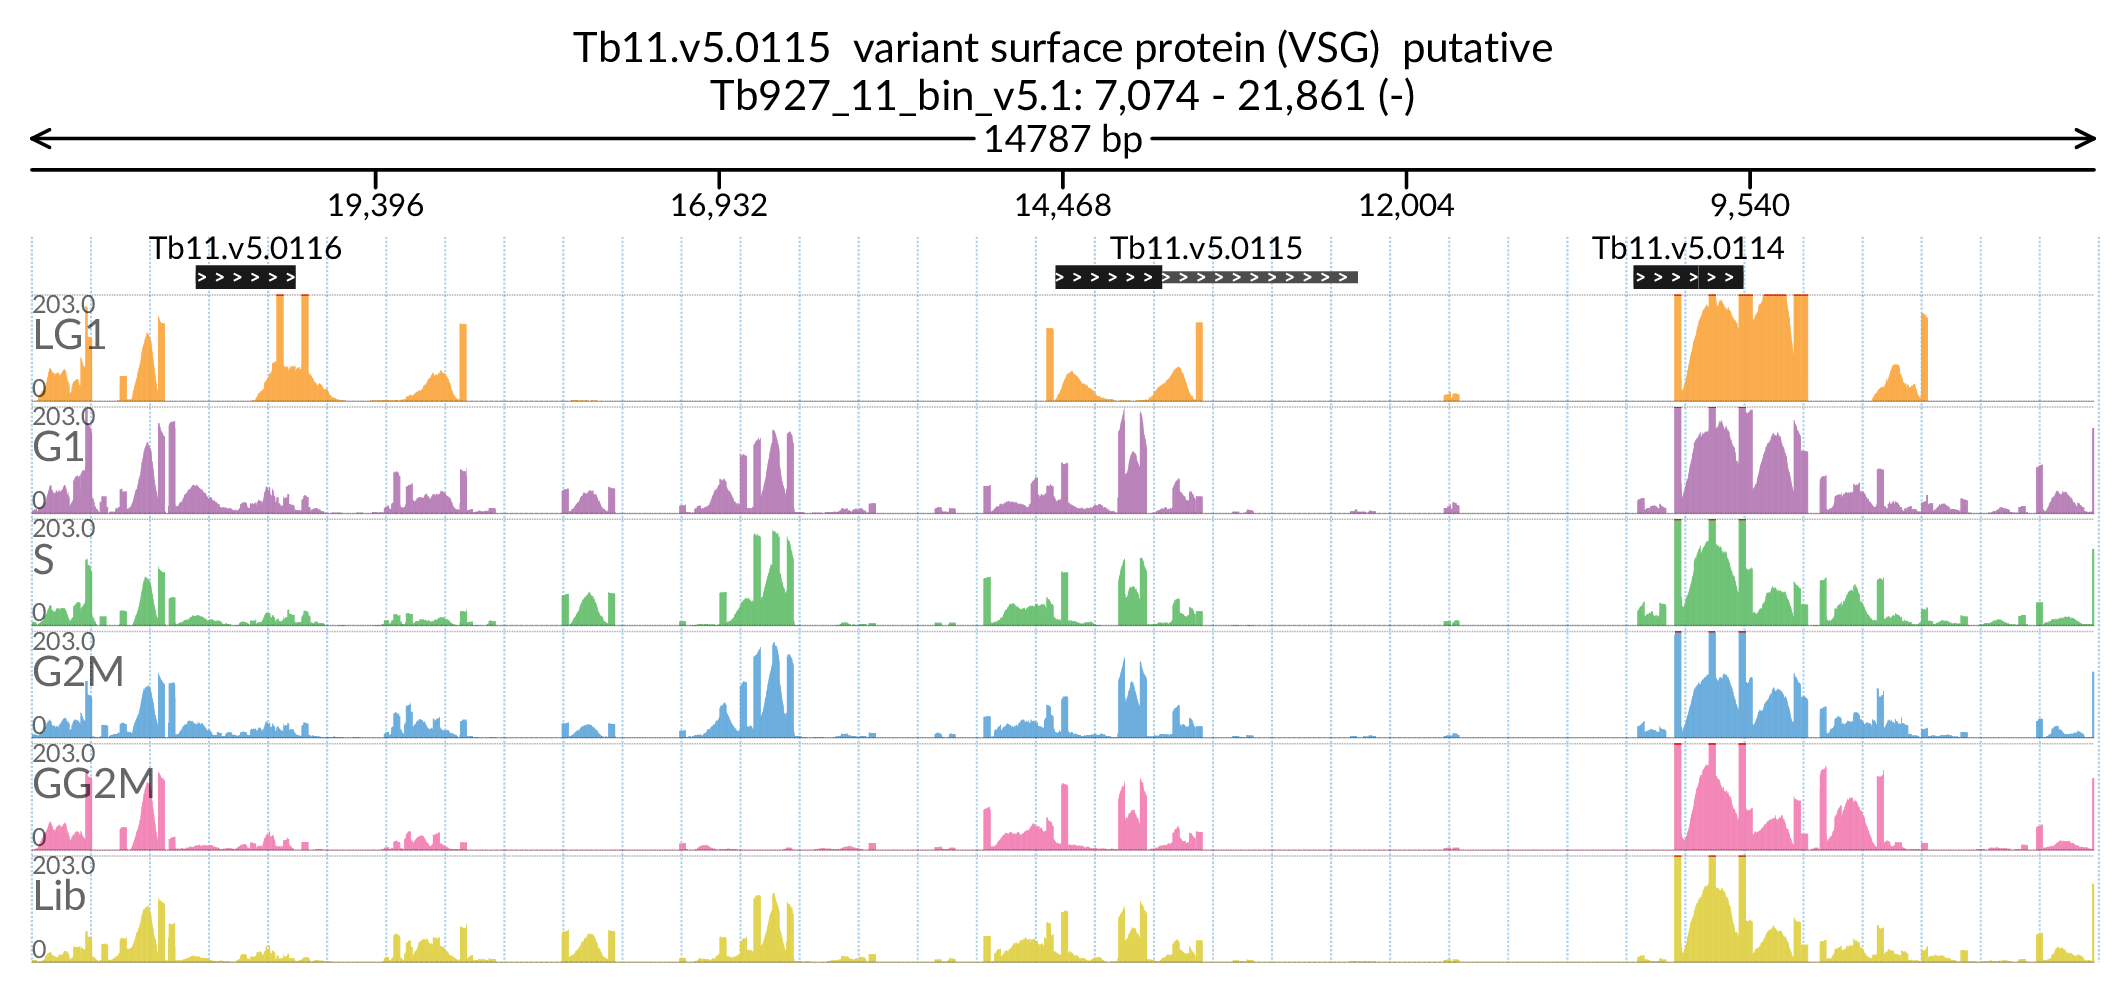 Tb11.v5.0115  variant surface protein (VSG)  putative
Tb927_11_bin_v5.1: 7,074 - 21,861 (-)
14787 bp
19,396 16,932 14,468 12,004 9,540
Tb11.v5.0116 Tb11.v5.0115 Tb11.v5.0114
203.0
LG1
0
203.0
G1
0
203.0
S
0
203.0
G2M
0
203.0
GG2M
0
203.0
Lib
0